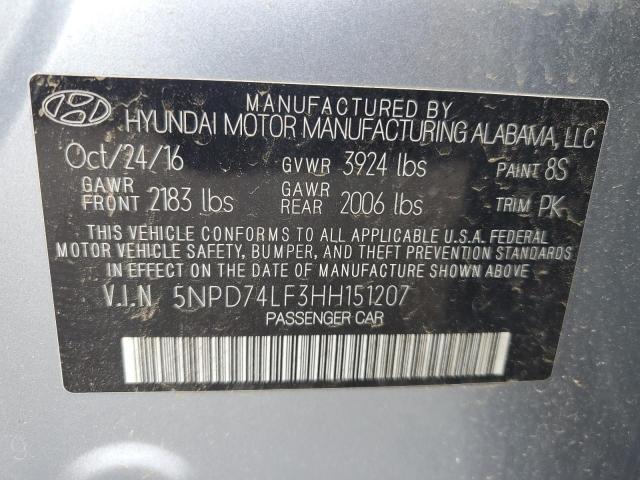 MANUFACTURED BY
HYUNDAI MOTOR MANUFACTURING ALABAMA, LLC
Oct/24/16 GVWR 3924 lbs PAINT 8S
GAWR FRONT 2183 lbs GAWR REAR 2006 lbs TRIM PK
THIS VEHICLE CONFORMS TO ALL APPLICABLE U.S.A. FEDERAL
MOTOR VEHICLE SAFETY, BUMPER, AND THEFT PREVENTION STANDARDS
IN EFFECT ON THE DATE OF MANUFACTURE SHOWN ABOVE
V.I.N 5NPD74LF3HH151207
PASSENGER CAR